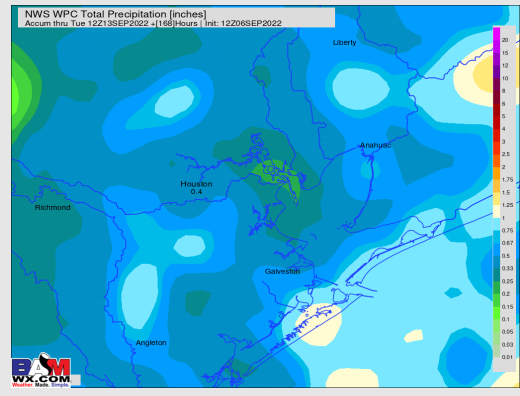 NWS WPC Total Precipitation [inches]
Accum thru Tue 12Z13SEP2022 +[168]Hours | Init: 12Z06SEP2022
Liberty
Anahuac
Houston
0.4
Richmond
Galveston
Angleton
20
15
12
10
8
6
5
4
3
2.5
2
1.75
1.5
1.25
1
0.75
0.67
0.5
0.33
0.25
0.2
0.15
0.1
0.05
0.03
0.01
BAM
WX.COM
Weather. Made. Simple.